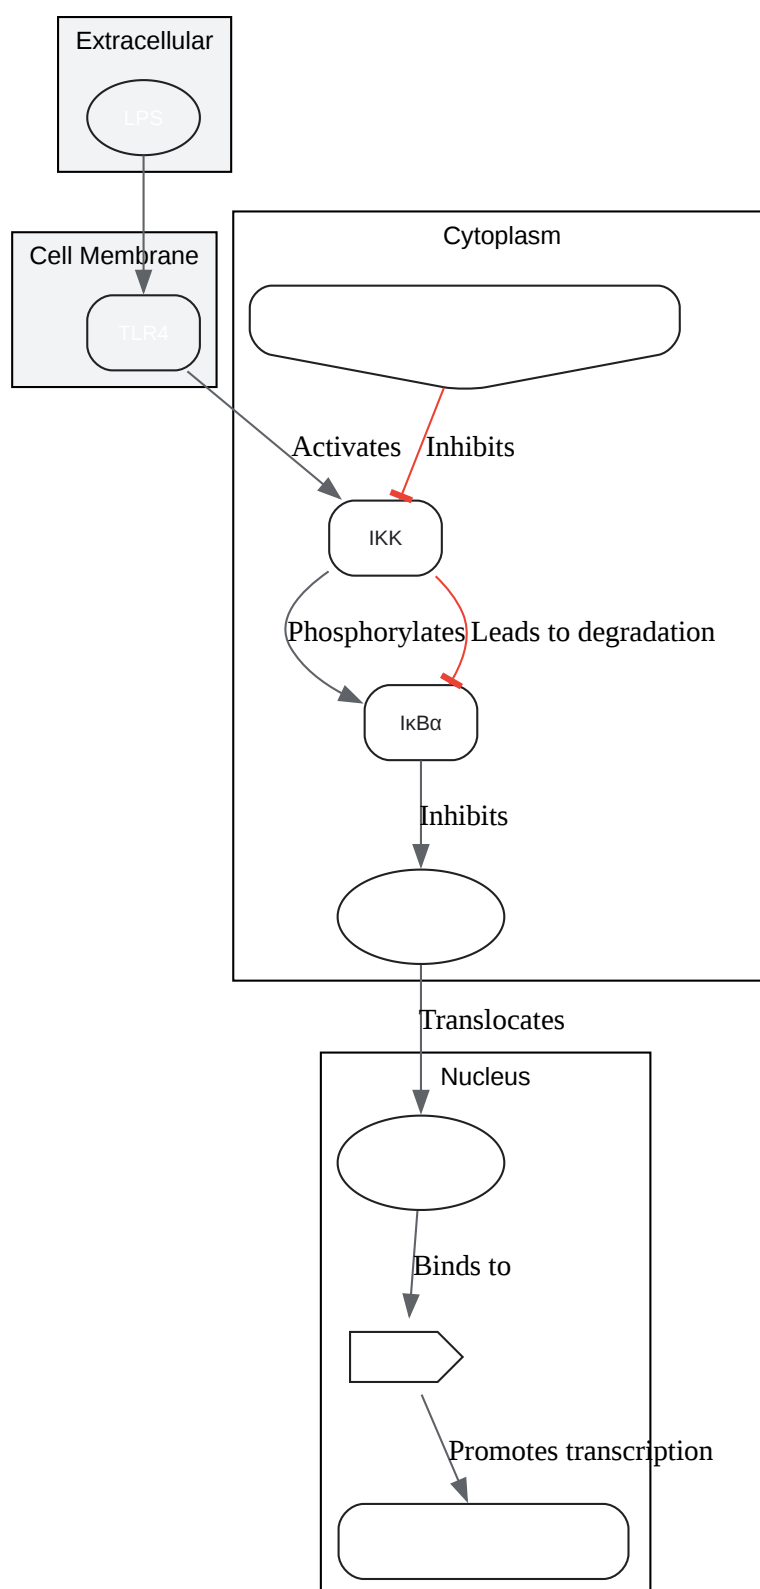 Extracellular
LPS
Cell Membrane
TLR4
Cytoplasm
Activates
Inhibits
IKK
Phosphorylates
Leads to degradation
IκBα
Inhibits
Translocates
Nucleus
Binds to
Promotes transcription